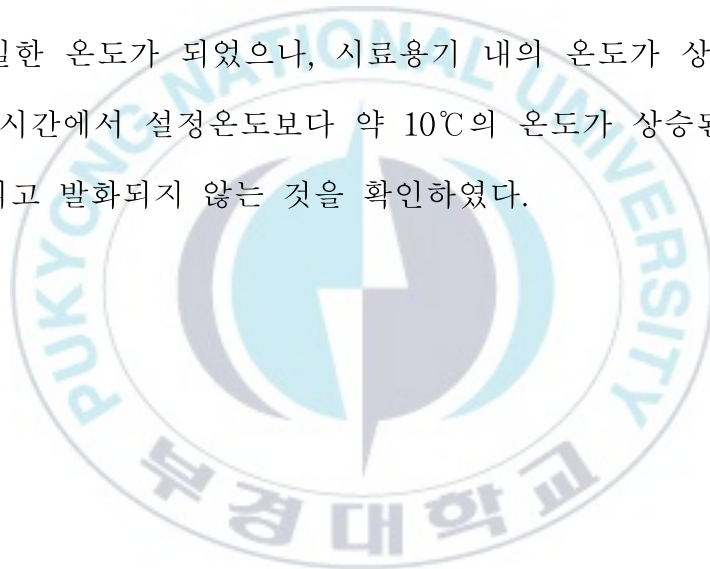 한 온도가 되었으나, 시료용기 내의 온도가 상
시간에서 설정온도보다 약 10℃의 온도가 상승된
고 발화되지 않는 것을 확인하였다.
PUKYONG NATIONAL UNIVERSITY
부경대학교